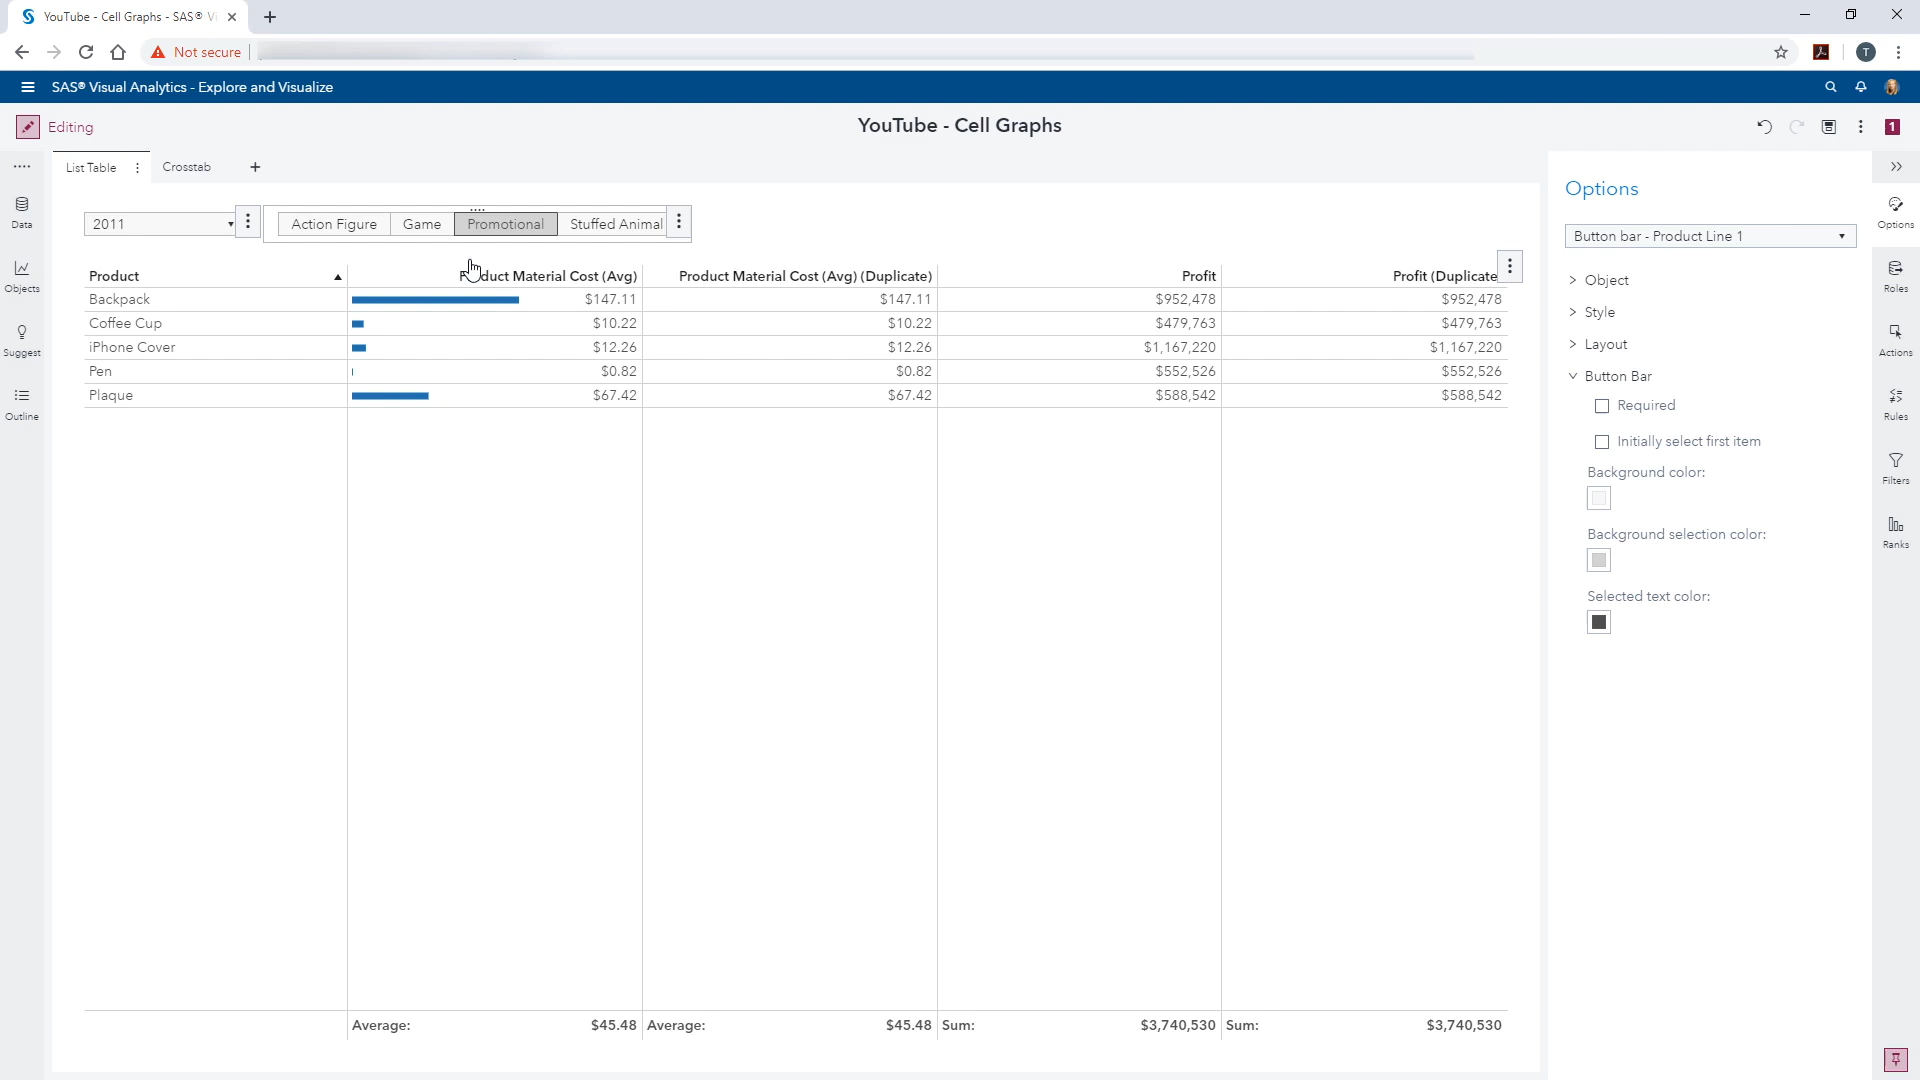 YouTube - Cell Graphs - SAS® Vi
Not secure
T
SAS® Visual Analytics - Explore and Visualize
Editing
YouTube - Cell Graphs
1
List Table
Crosstab
Data
Objects
Suggest
Outline
2011
Action Figure Game Promotional Stuffed Animal
Product Product Material Cost (Avg) Product Material Cost (Avg) (Duplicate) Profit Profit (Duplicate
Backpack $147.11 $147.11 $952,478 $952,478
Coffee Cup $10.22 $10.22 $479,763 $479,763
iPhone Cover $12.26 $12.26 $1,167,220 $1,167,220
Pen $0.82 $0.82 $552,526 $552,526
Plaque $67.42 $67.42 $588,542 $588,542
Average: $45.48 Average: $45.48 Sum: $3,740,530 Sum: $3,740,530
Options
Button bar - Product Line 1
Object
Style
Layout
Button Bar
Required
Initially select first item
Background color:
Background selection color:
Selected text color:
Options
Roles
Actions
Rules
Filters
Ranks